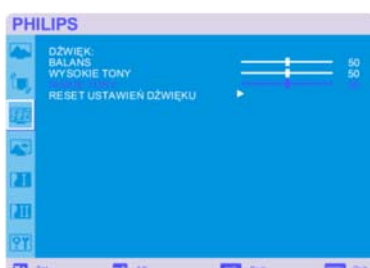 PHILIPS
DŹWIĘK:
BALANS 50
WYSOKIE TONY 50
RESET USTAWIEŃ DŹWIĘKU